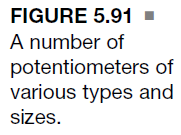 FIGURE 5.91 ■
A number of
potentiometers of
various types and
sizes.